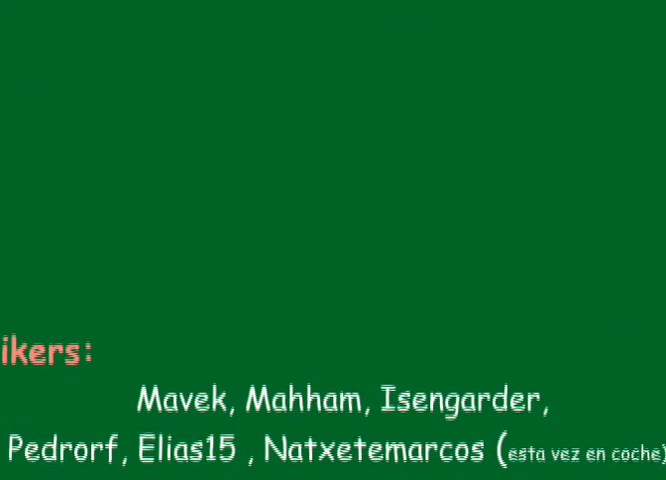 ikers:
Mavek, Mahham, Isengarder,
Pedrorf, Elias15 , Natxetemarcos (esta vez en coche)